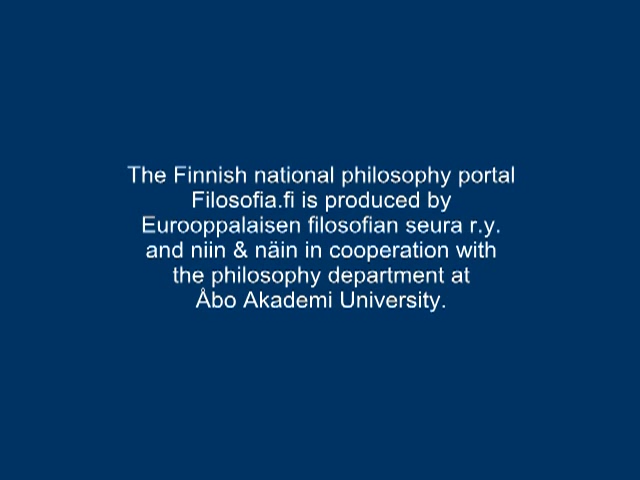 The Finnish national philosophy portal
Filosofia.fi is produced by
Eurooppalaisen filosofian seura r.y.
and niin & näin in cooperation with
the philosophy department at
Åbo Akademi University.